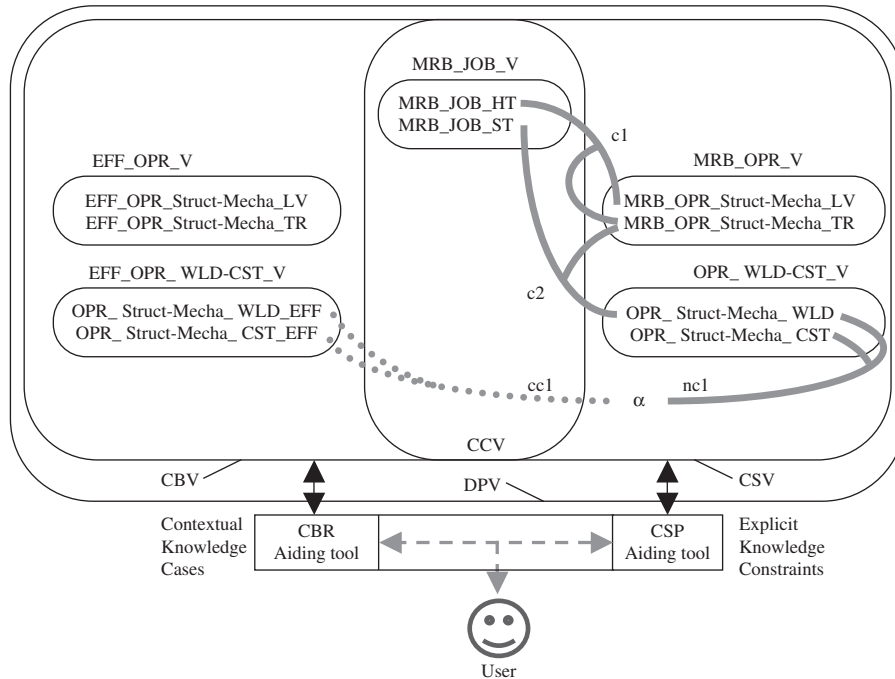 MRB_JOB_V
MRB_JOB_HT
MRB_JOB_ST
c1
EFF_OPR_V
MRB_OPR_V
EFF_OPR_Struct-Mecha_LV
EFF_OPR_Struct-Mecha_TR
MRB_OPR_Struct-Mecha_LV
MRB_OPR_Struct-Mecha_TR
EFF_OPR_ WLD-CST_V
c2
OPR_ WLD-CST_V
OPR_ Struct-Mecha_ WLD_EFF
OPR_ Struct-Mecha_ CST_EFF
OPR_ Struct-Mecha_ WLD
OPR_ Struct-Mecha_ CST
cc1
α
nc1
CCV
CBV
DPV
CSV
Contextual
Knowledge
Cases
CBR
Aiding tool
CSP
Aiding tool
Explicit
Knowledge
Constraints
User